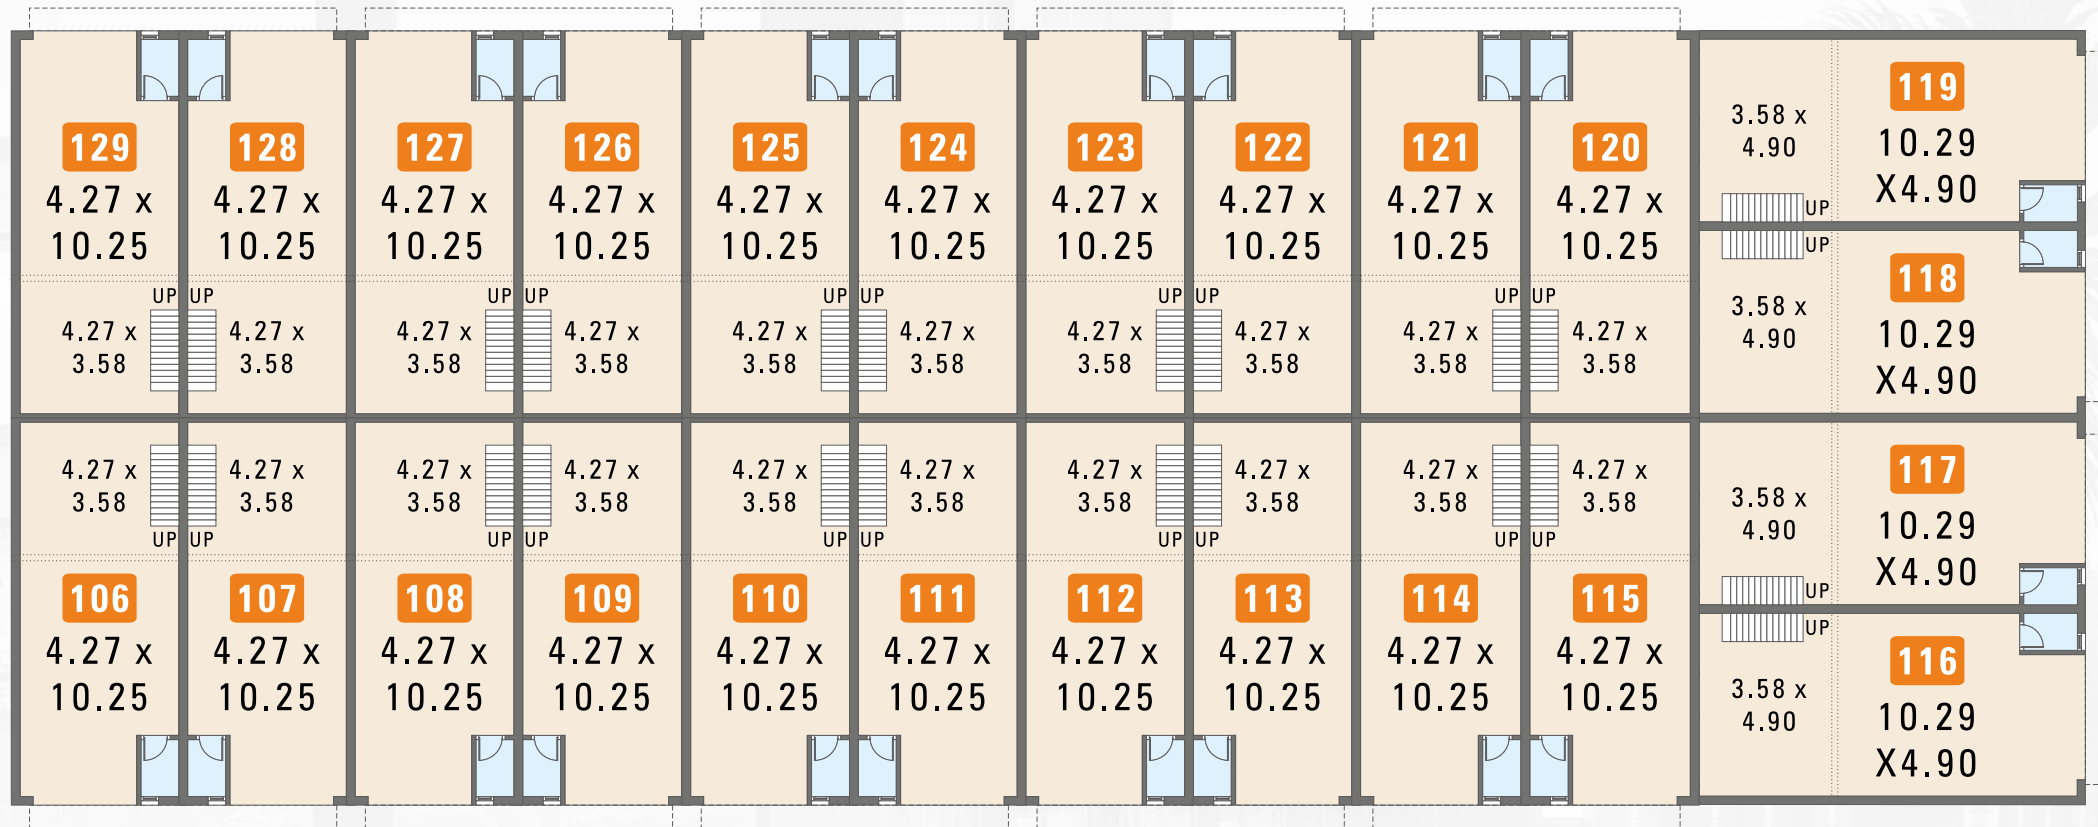 129 128 127 126 125 124 123 122 121 120
4.27 x 4.27 x 4.27 x 4.27 x 4.27 x 4.27 x 4.27 x 4.27 x 4.27 x 4.27 x
10.25 10.25 10.25 10.25 10.25 10.25 10.25 10.25 10.25 10.25
UP UP UP UP UP UP UP UP UP UP
4.27 x 4.27 x 4.27 x 4.27 x 4.27 x 4.27 x 4.27 x 4.27 x 4.27 x 4.27 x
3.58 3.58 3.58 3.58 3.58 3.58 3.58 3.58 3.58 3.58
119
3.58 x
4.90
10.29
X4.90
UP
UP
118
3.58 x
4.90
10.29
X4.90
4.27 x 4.27 x 4.27 x 4.27 x 4.27 x 4.27 x 4.27 x 4.27 x 4.27 x 4.27 x
3.58 3.58 3.58 3.58 3.58 3.58 3.58 3.58 3.58 3.58
UP UP UP UP UP UP UP UP UP UP
106 107 108 109 110 111 112 113 114 115
4.27 x 4.27 x 4.27 x 4.27 x 4.27 x 4.27 x 4.27 x 4.27 x 4.27 x 4.27 x
10.25 10.25 10.25 10.25 10.25 10.25 10.25 10.25 10.25 10.25
117
3.58 x
4.90
10.29
X4.90
UP
UP
116
3.58 x
4.90
10.29
X4.90